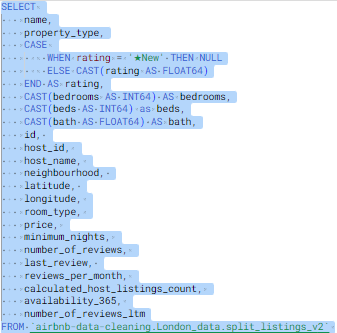 SELECT
name,
property_type,
CASE
WHEN rating = '★New' THEN NULL
ELSE CAST(rating AS FLOAT64)
END AS rating,
CAST(bedrooms AS INT64) AS bedrooms,
CAST(beds AS INT64) as beds,
CAST(bath AS FLOAT64) AS bath,
id,
host_id,
host_name,
neighbourhood,
latitude,
longitude,
room_type,
price,
minimum_nights,
number_of_reviews,
last_review,
reviews_per_month,
calculated_host_listings_count,
availability_365,
number_of_reviews_ltm
FROM `airbnb-data-cleaning.London_data.split_listings_v2`